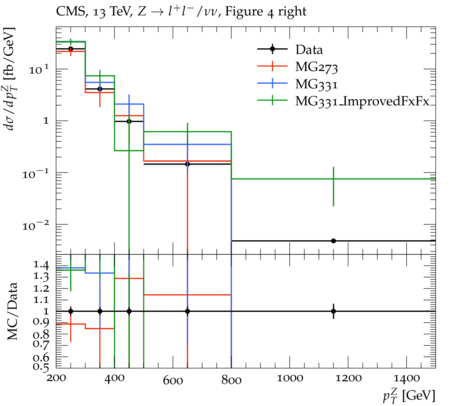 CMS, 13 TeV, Z → l⁺l⁻/νν, Figure 4 right
dσ/dp_T^Z [fb/GeV]
10¹
1
10⁻¹
10⁻²
Data
MG273
MG331
MG331_ImprovedFxFx
MC/Data
1.4
1.3
1.2
1.1
1
0.9
0.8
0.7
0.6
0.5
200 400 600 800 1000 1200 1400
p_T^Z [GeV]